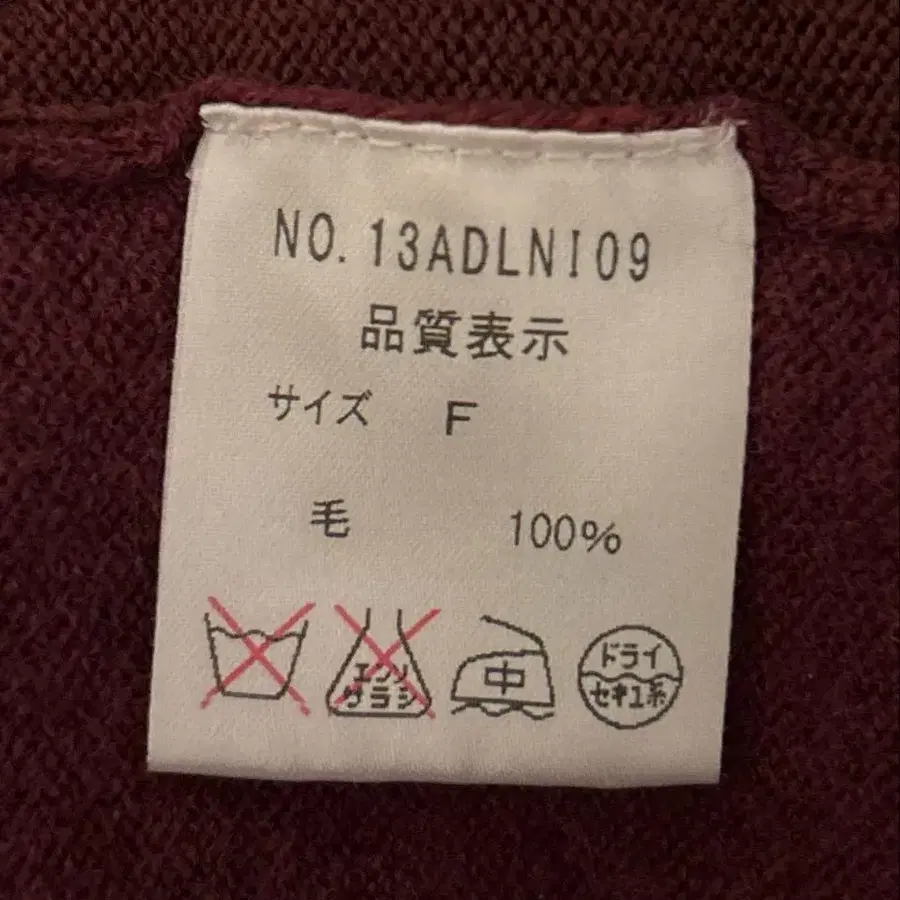 NO.13ADLNI09
品質表示
サイズ F
毛 100%
エンソ
サラシ
中
ドライ
セキユ系